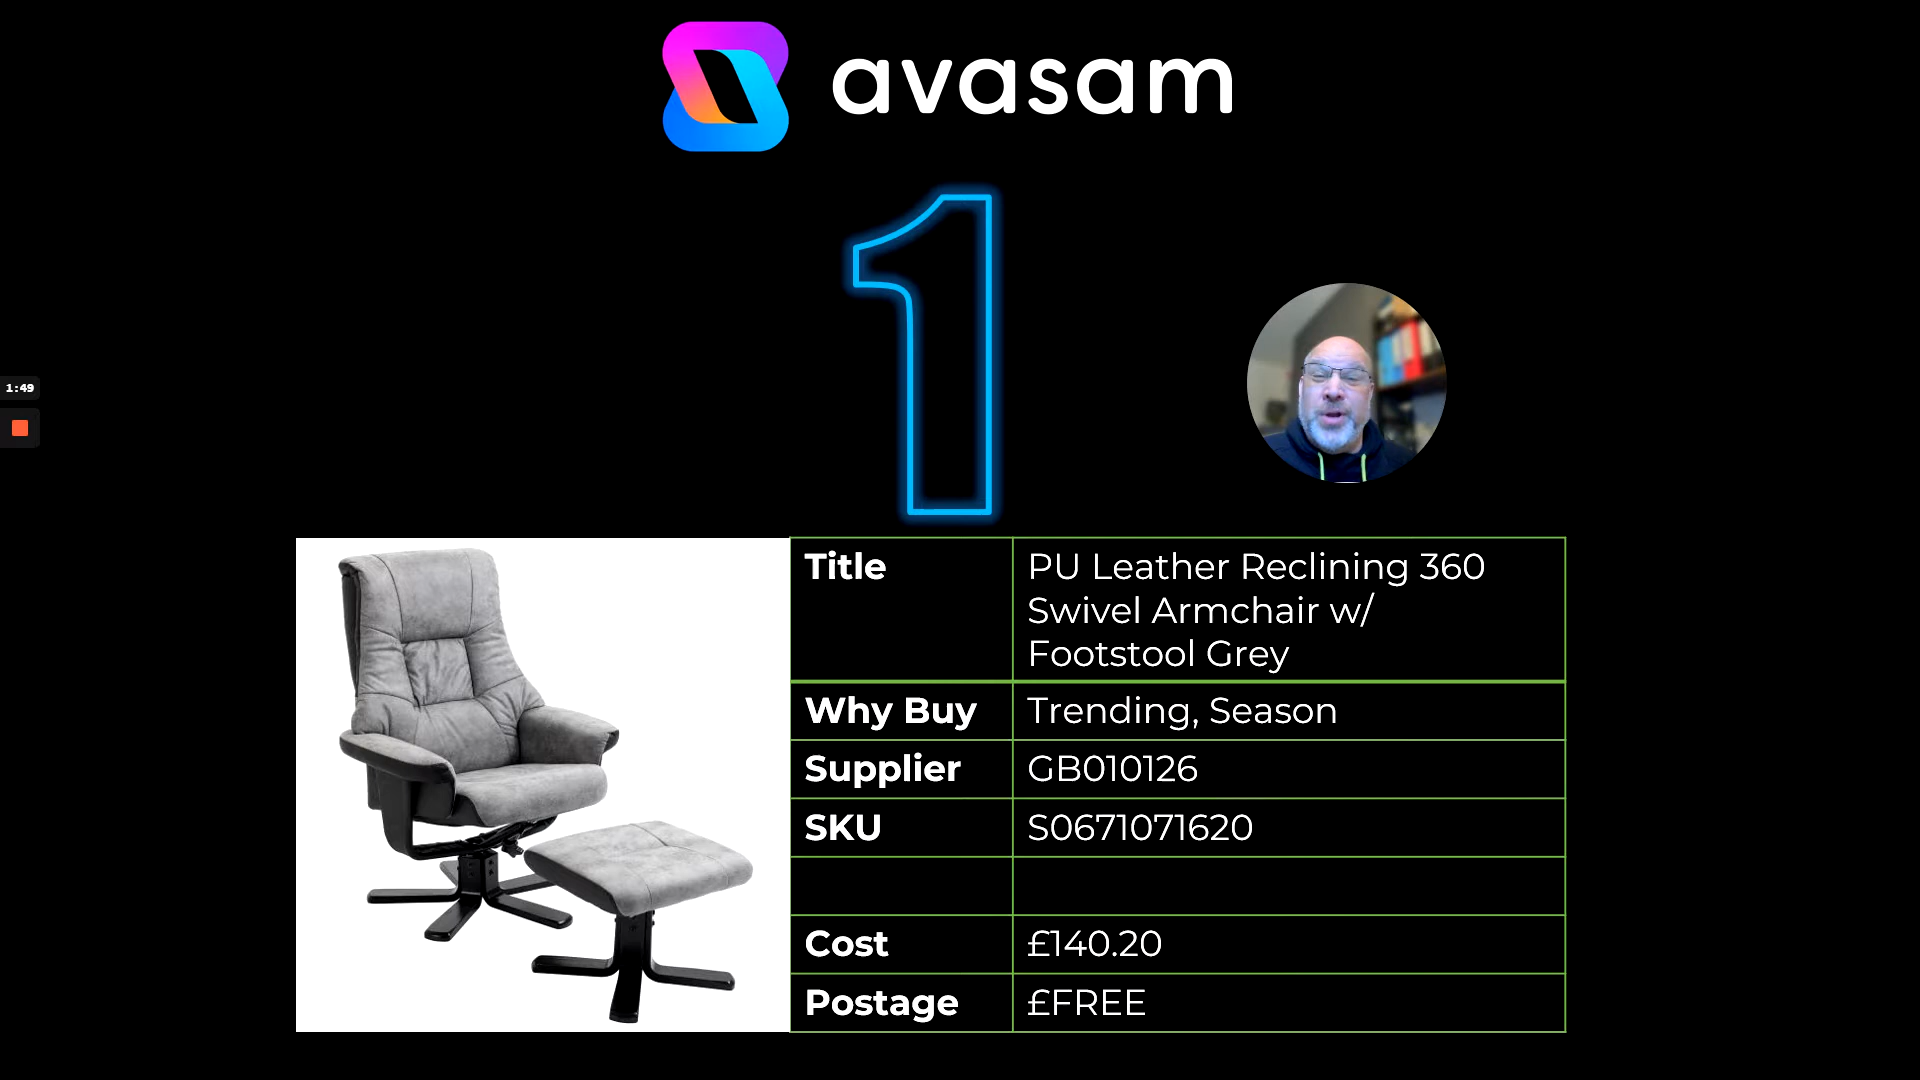 avasam
1
1:49
Title
PU Leather Reclining 360
Swivel Armchair w/
Footstool Grey
Why Buy
Trending, Season
Supplier
GB010126
SKU
S0671071620
Cost
£140.20
Postage
£FREE